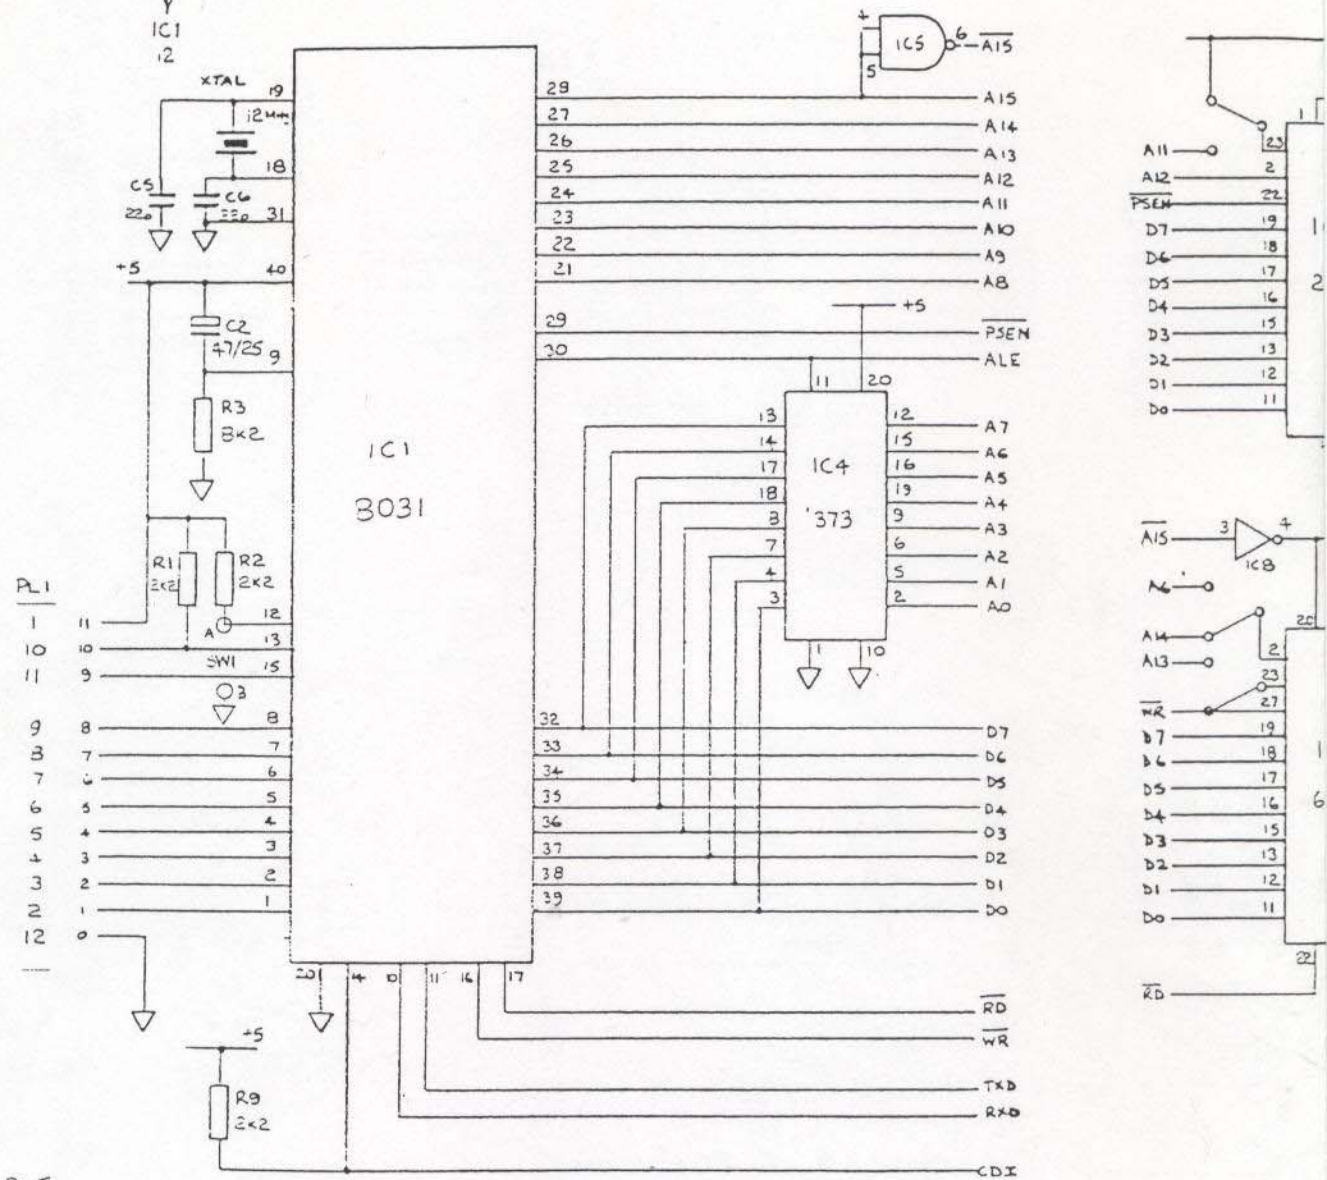 IC1
12
XTAL
19
12MHz
18
C5
22p
C6
22p
31
+5
40
C2
47/25
9
R3
8k2
R1
2k2
R2
2k2
A
12
13
SW1
15
B
PL1
1 11
10 10
11 9
9 8 8
8 7 7
7 6 6
6 5 5
5 4 4
4 3 3
3 2 2
2 1 1
12 0
IC1
8031
20
14
10
11
16
17
4
5
IC5
6
A15
28 A15
27 A14
26 A13
25 A12
24 A11
23 A10
22 A9
21 A8
+5
29 PSEN
30 ALE
11
20
13 12 A7
14 15 A6
17 16 A5
18 19 A4
8 9 A3
7 6 A2
4 5 A1
3 2 A0
IC4
'373
1
10
32 D7
33 D6
34 D5
35 D4
36 D3
37 D2
38 D1
39 D0
RD
WR
TXD
RXD
CDI
+5
R9
2k2
1
A11 23
A12 2
PSEN 22
D7 19
D6 18
D5 17
D4 16
D3 15
D2 13
D1 12
D0 11
2
A15 3 4
IC8
A6
20
A14
2
A13
23
WR 27
D7 19
D6 18
D5 17
D4 16
D3 15
D2 13
D1 12
D0 11
6
22
RD